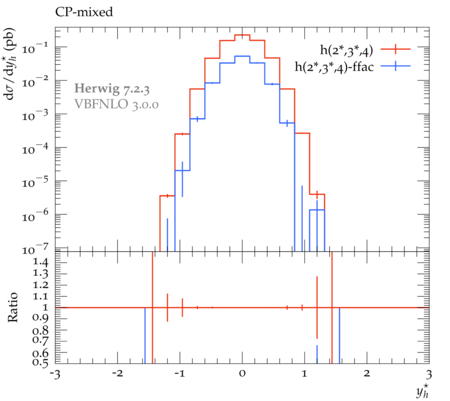 CP-mixed
dσ/dy*h (pb)
10−1
10−2
10−3
10−4
10−5
10−6
10−7
h(2*,3*,4)
h(2*,3*,4)-ffac
Herwig 7.2.3
VBFNLO 3.0.0
Ratio
1.4
1.3
1.2
1.1
1
0.9
0.8
0.7
0.6
0.5
-3 -2 -1 0 1 2 3
y*h